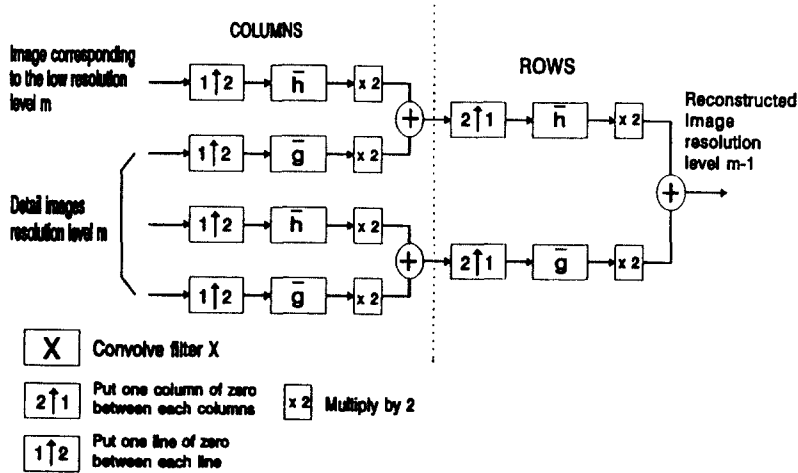 COLUMNS
Image corresponding
to the low resolution
level m
1↑2 h̅ x 2
ROWS
+ 2↑1 h̅ x 2
Reconstructed
image
resolution
level m-1
1↑2 g̅ x 2
+
Detail images
resolution level m
1↑2 h̅ x 2
+ 2↑1 g̅ x 2
1↑2 g̅ x 2
X Convolve filter X
2↑1 Put one column of zero
between each columns
x 2 Multiply by 2
1↑2 Put one line of zero
between each line